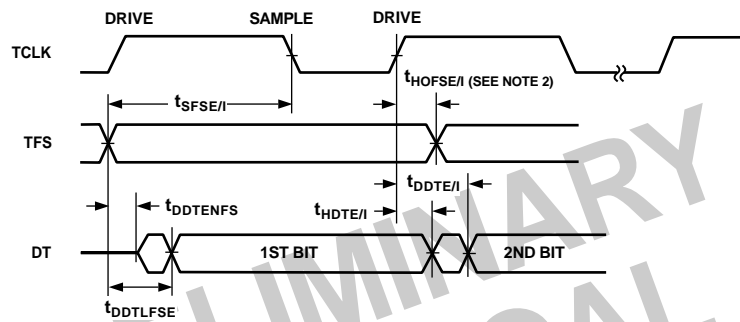 DRIVE SAMPLE DRIVE
TCLK
tHOFSE/I (SEE NOTE 2)
tSFSE/I
TFS
tDDTE/I
tDDTENFS
tHDTE/I
DT
1ST BIT
2ND BIT
tDDTLFSE